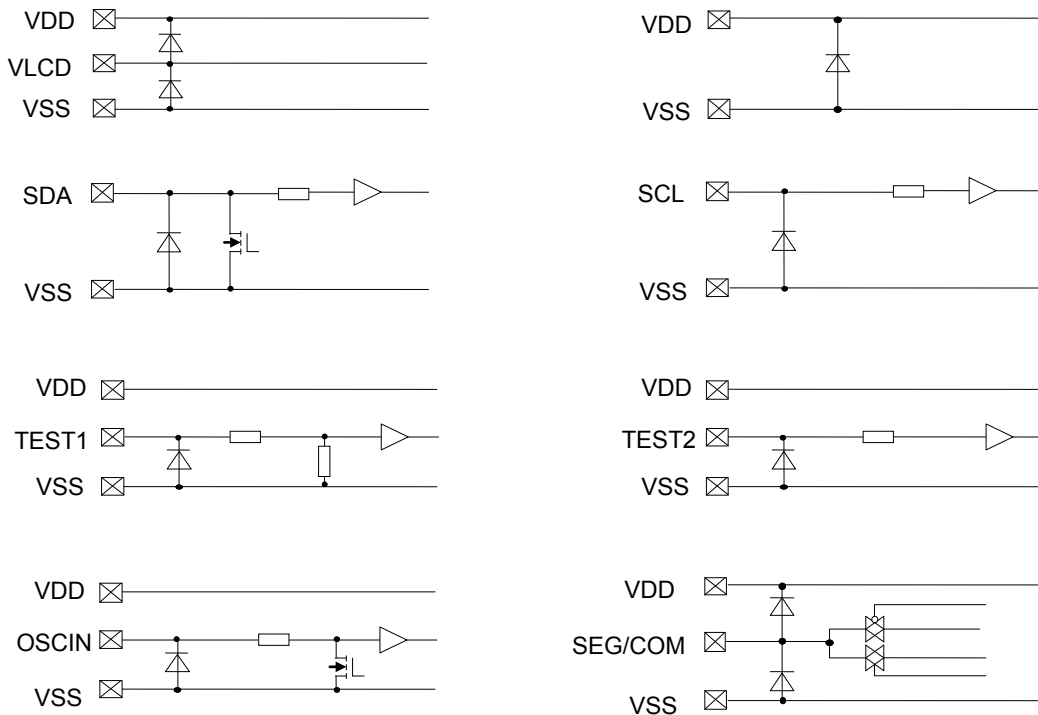 VDD
VLCD
VSS
VDD
VSS
SDA
VSS
SCL
VSS
VDD
TEST1
VSS
VDD
TEST2
VSS
VDD
OSCIN
VSS
VDD
SEG/COM
VSS